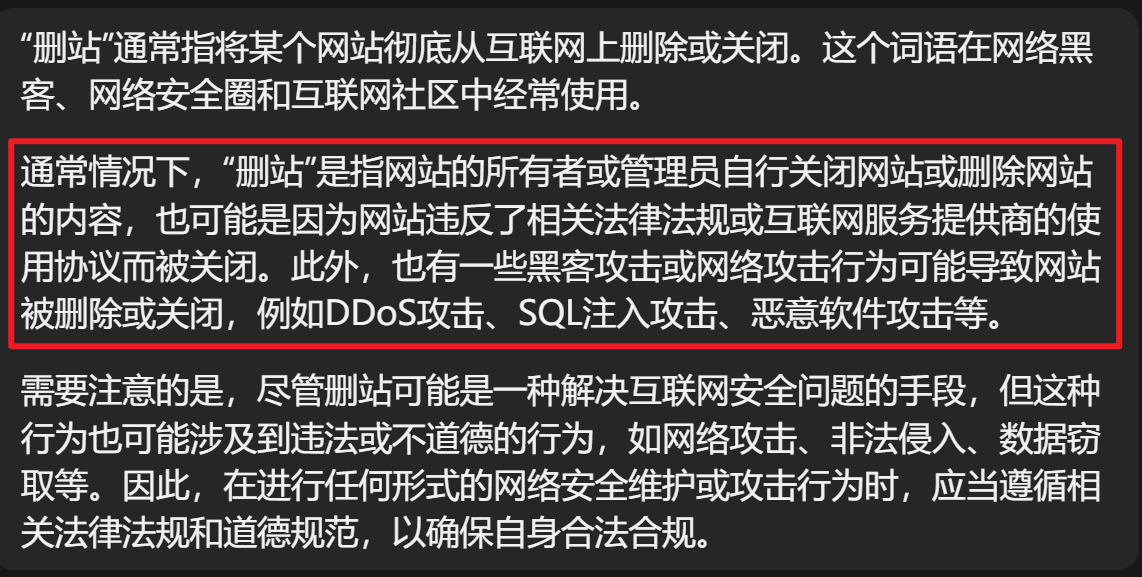 “删站”通常指将某个网站彻底从互联网上删除或关闭。这个词语在网络黑
客、网络安全圈和互联网社区中经常使用。
通常情况下，“删站”是指网站的所有者或管理员自行关闭网站或删除网站
的内容，也可能是因为网站违反了相关法律法规或互联网服务提供商的使
用协议而被关闭。此外，也有一些黑客攻击或网络攻击行为可能导致网站
被删除或关闭，例如DDoS攻击、SQL注入攻击、恶意软件攻击等。
需要注意的是，尽管删站可能是一种解决互联网安全问题的手段，但这种
行为也可能涉及到违法或不道德的行为，如网络攻击、非法侵入、数据窃
取等。因此，在进行任何形式的网络安全维护或攻击行为时，应当遵循相
关法律法规和道德规范，以确保自身合法合规。